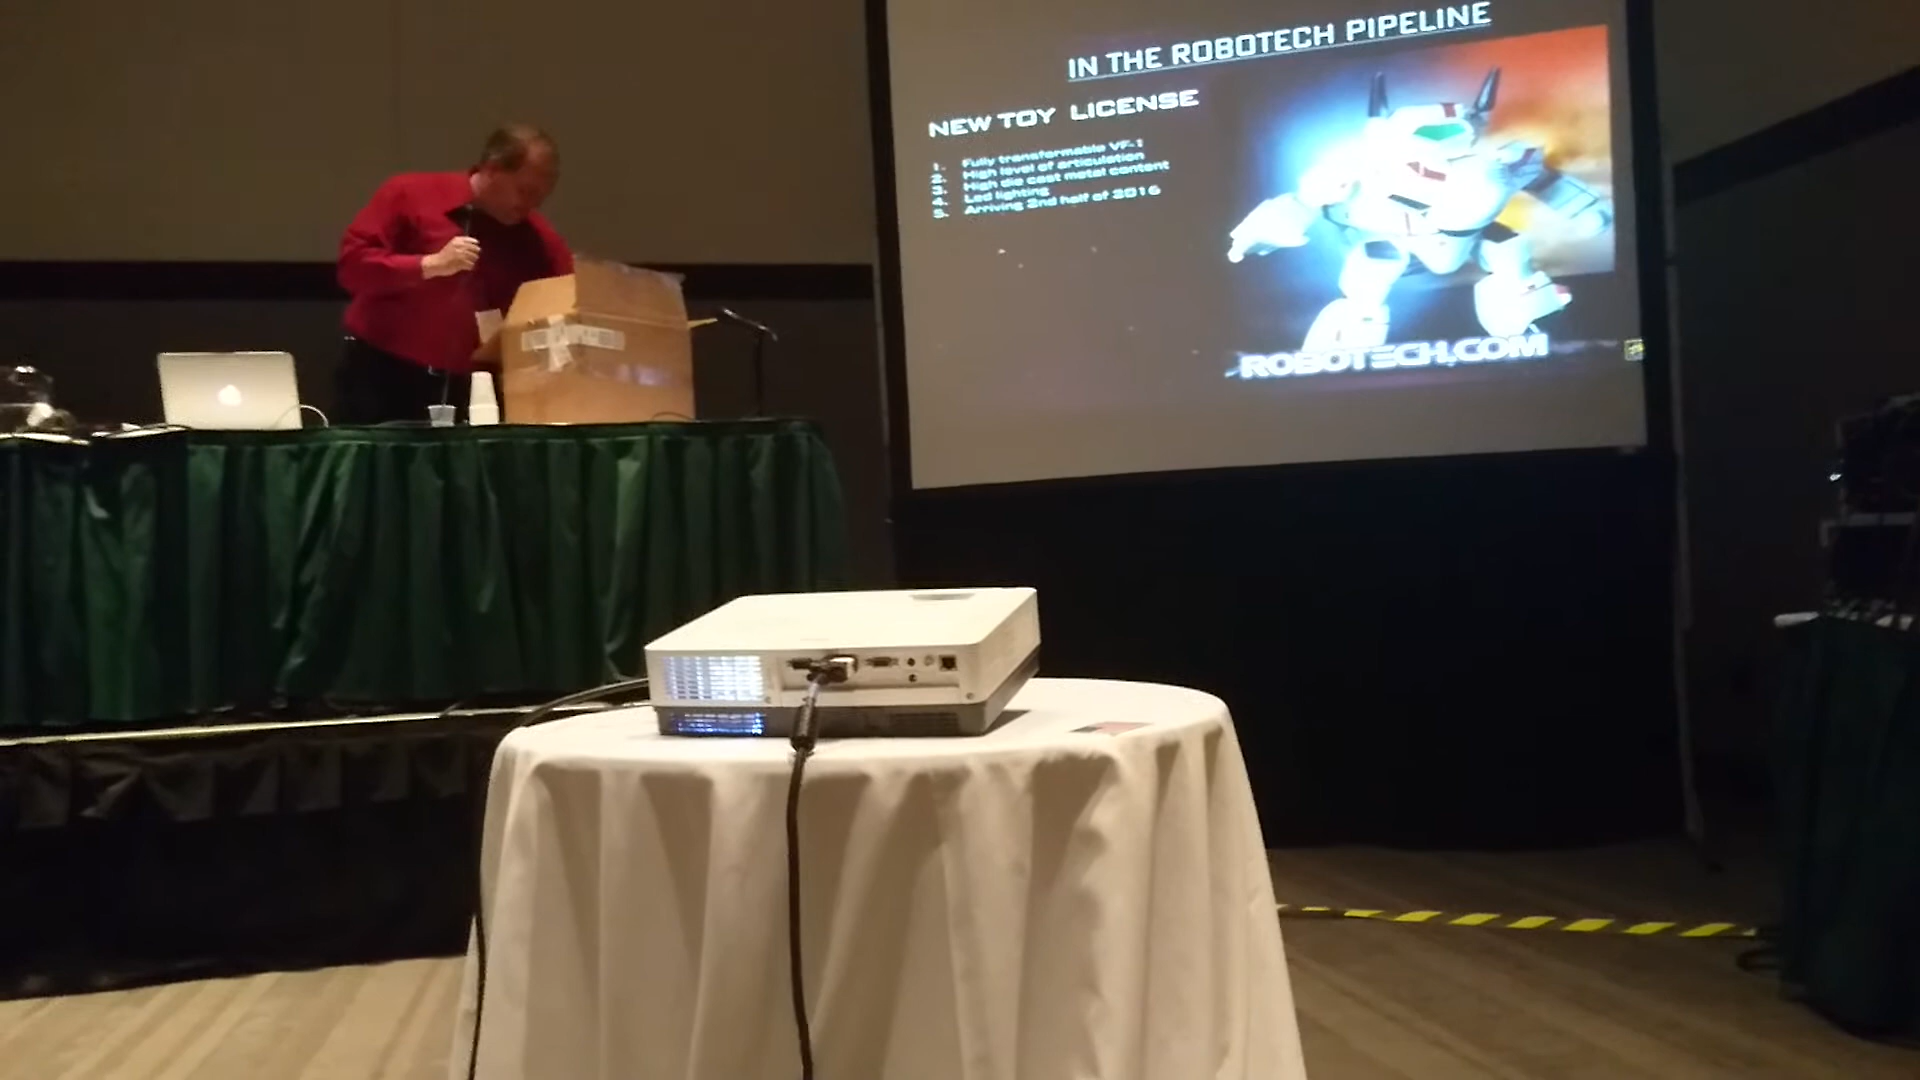 IN THE ROBOTECH PIPELINE
NEW TOY LICENSE
1. Fully transformable VF-1
2. High level of articulation
3. High die cast metal content
4. Led lighting
5. Arriving 2nd half of 2016
ROBOTECH.COM